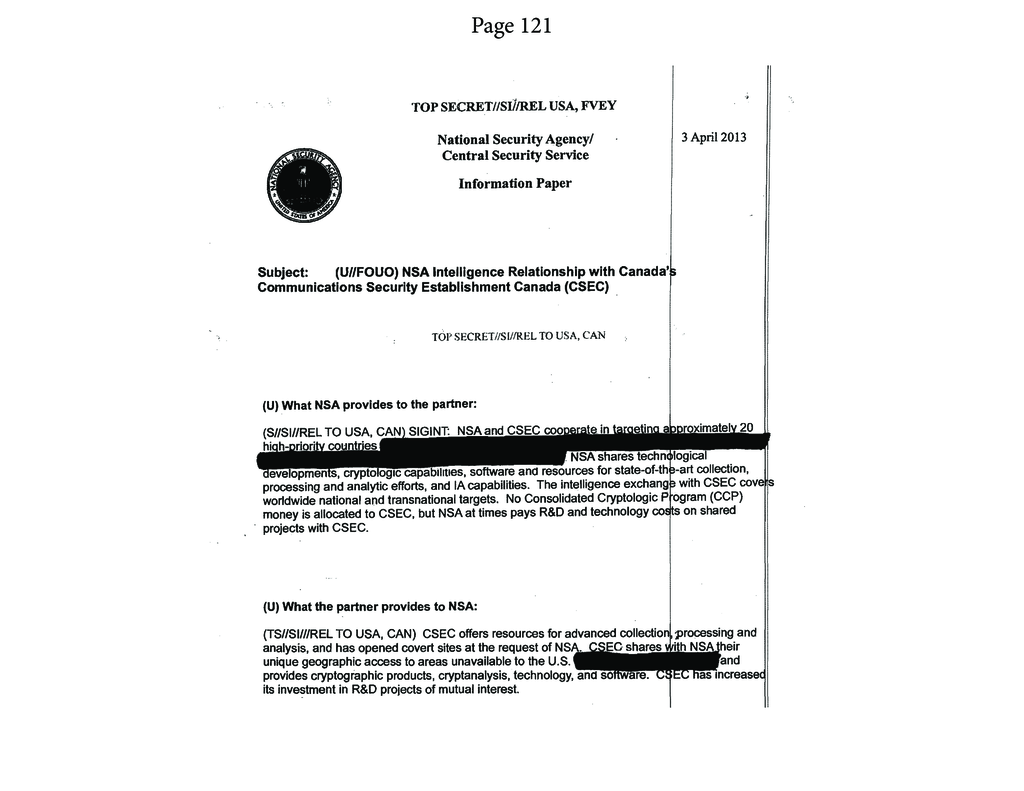 Page 121
TOP SECRET//SI//REL USA, FVEY
National Security Agency/
Central Security Service
3 April 2013
Information Paper
NATIONAL SECURITY AGENCY
UNITED STATES OF AMERICA
Subject: (U//FOUO) NSA Intelligence Relationship with Canada's
Communications Security Establishment Canada (CSEC)
TOP SECRET//SI//REL TO USA, CAN
(U) What NSA provides to the partner:
(S//SI//REL TO USA, CAN) SIGINT: NSA and CSEC cooperate in targeting approximately 20
high-priority countries
NSA shares technological
developments, cryptologic capabilities, software and resources for state-of-the-art collection,
processing and analytic efforts, and IA capabilities. The intelligence exchange with CSEC covers
worldwide national and transnational targets. No Consolidated Cryptologic Program (CCP)
money is allocated to CSEC, but NSA at times pays R&D and technology costs on shared
projects with CSEC.
(U) What the partner provides to NSA:
(TS//SI///REL TO USA, CAN) CSEC offers resources for advanced collection, processing and
analysis, and has opened covert sites at the request of NSA. CSEC shares with NSA their
unique geographic access to areas unavailable to the U.S. and
provides cryptographic products, cryptanalysis, technology, and software. CSEC has increased
its investment in R&D projects of mutual interest.